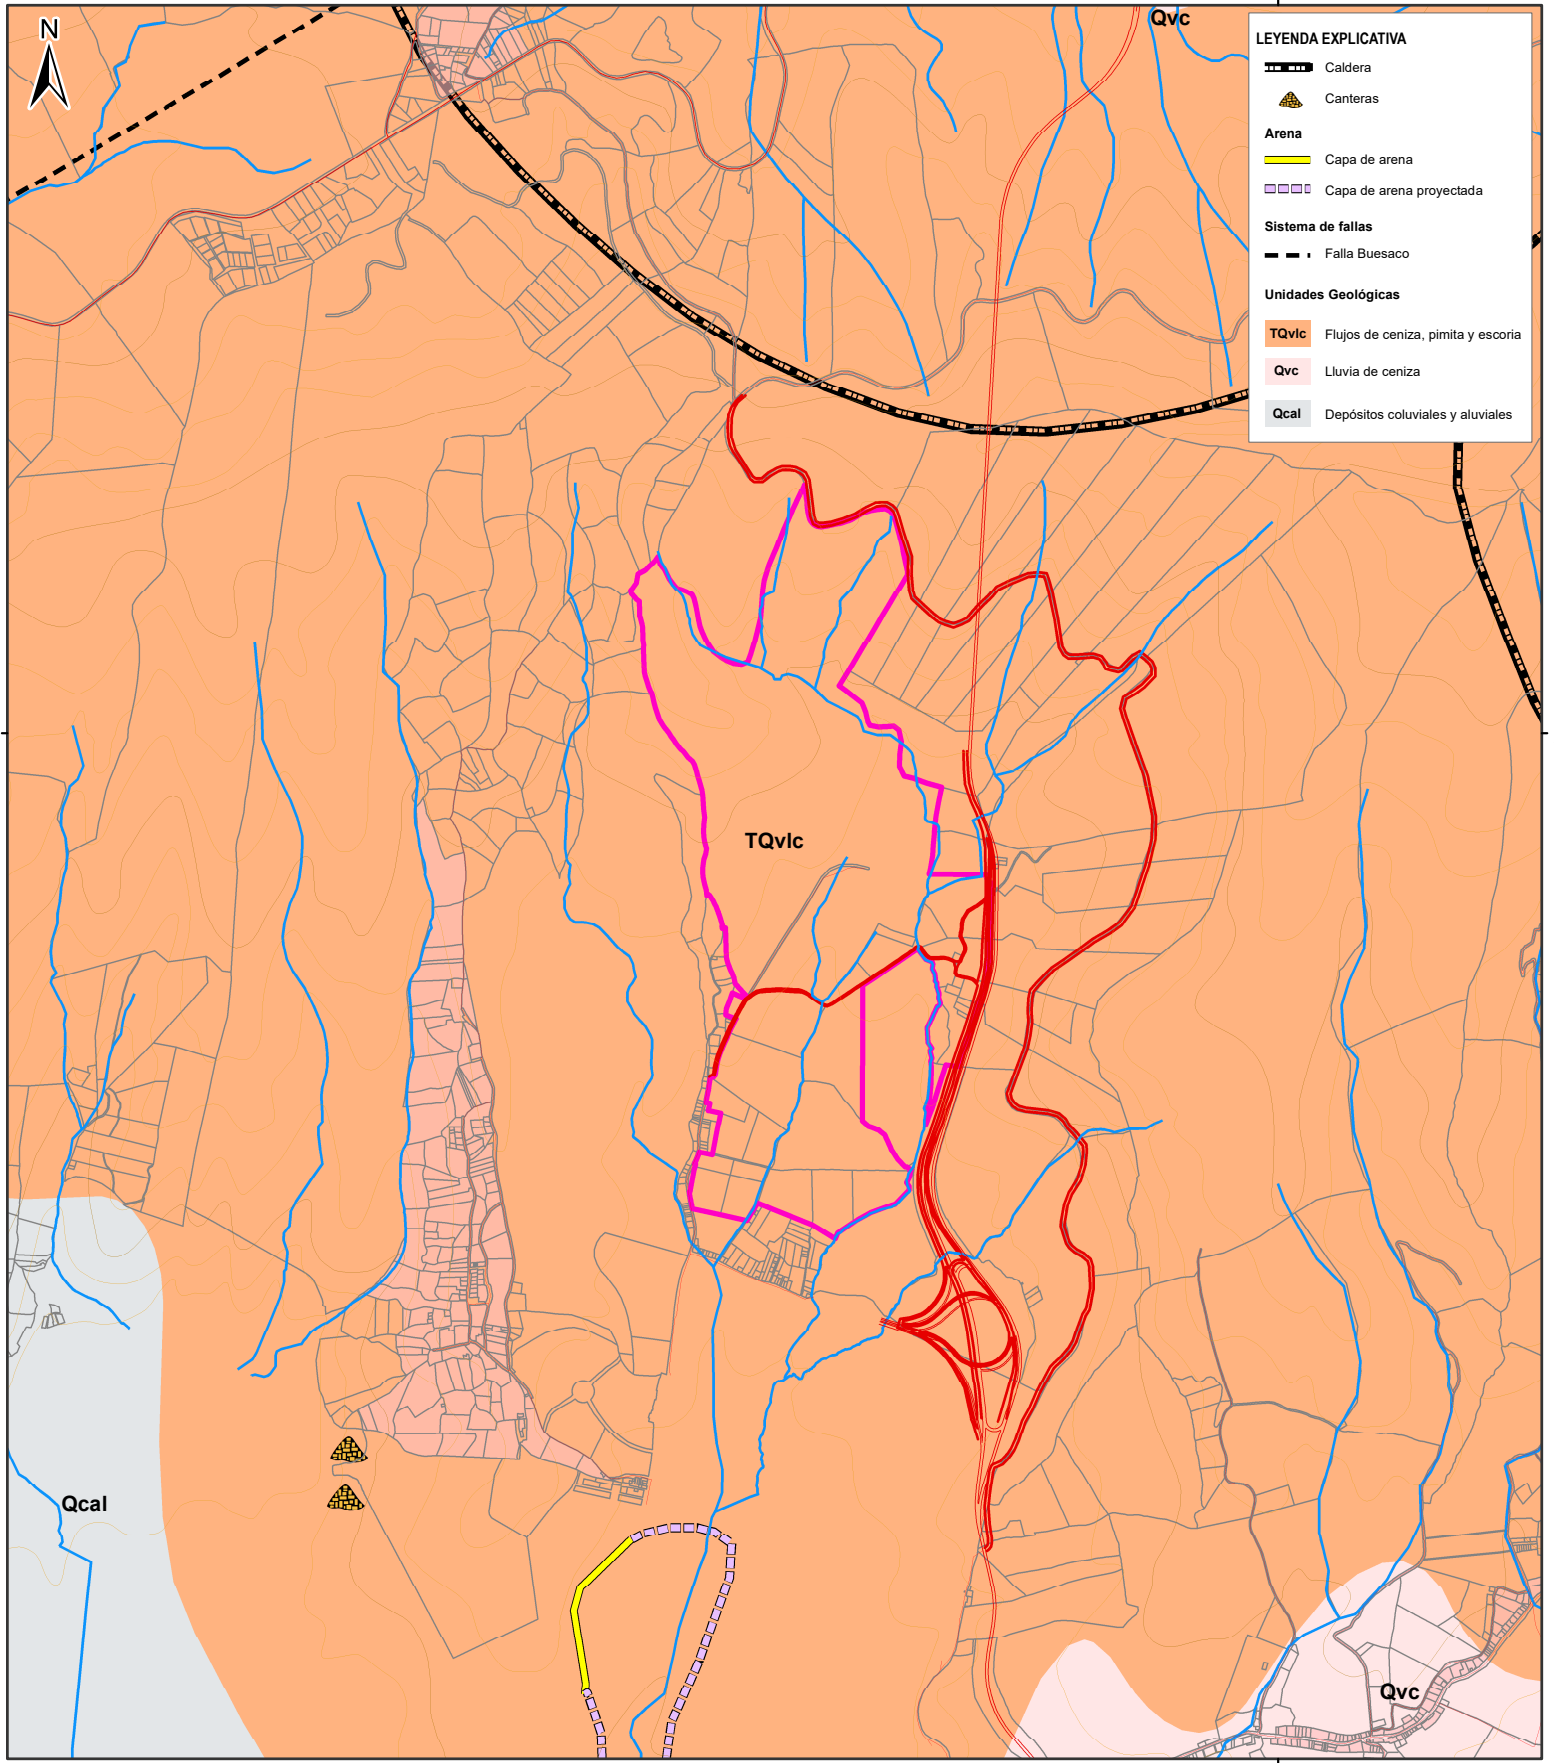 N
Qvc
LEYENDA EXPLICATIVA
Caldera
Canteras
Arena
Capa de arena
Capa de arena proyectada
Sistema de fallas
Falla Buesaco
Unidades Geológicas
TQvlc Flujos de ceniza, pimita y escoria
Qvc Lluvia de ceniza
Qcal Depósitos coluviales y aluviales
TQvlc
Qcal
Qvc